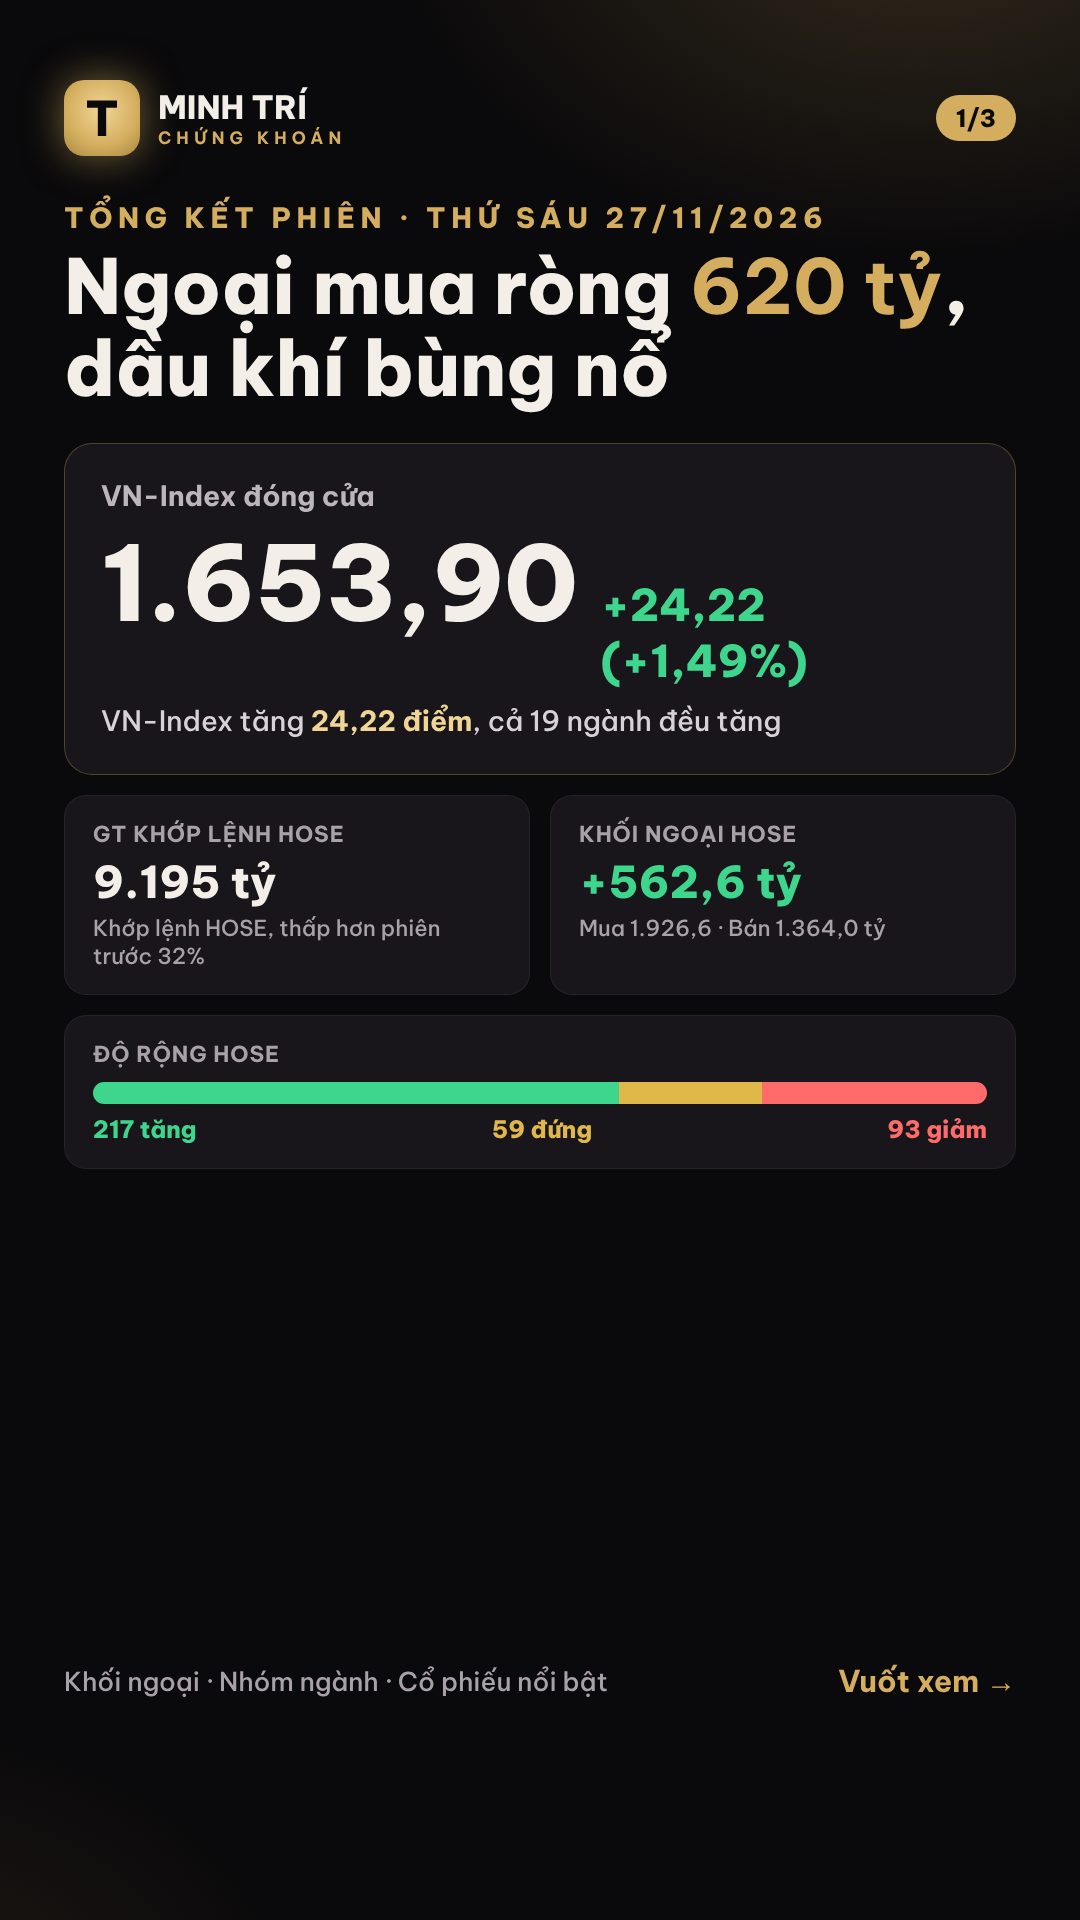 T
MINH TRÍ
CHỨNG KHOÁN
1/3
TỔNG KẾT PHIÊN · THỨ SÁU 27/11/2026
Ngoại mua ròng 620 tỷ,
dầu khí bùng nổ
VN-Index đóng cửa
1.653,90 +24,22
(+1,49%)
VN-Index tăng 24,22 điểm, cả 19 ngành đều tăng
GT KHỚP LỆNH HOSE
9.195 tỷ
Khớp lệnh HOSE, thấp hơn phiên
trước 32%
KHỐI NGOẠI HOSE
+562,6 tỷ
Mua 1.926,6 · Bán 1.364,0 tỷ
ĐỘ RỘNG HOSE
217 tăng 59 đứng 93 giảm
Khối ngoại · Nhóm ngành · Cổ phiếu nổi bật
Vuốt xem →